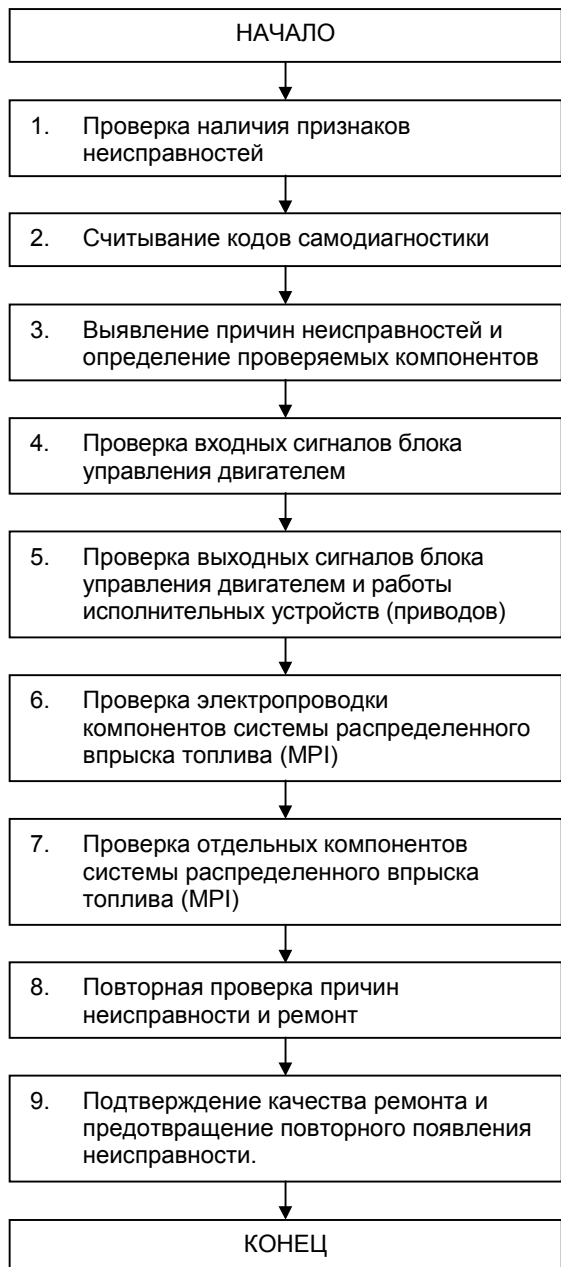 НАЧАЛО
1. Проверка наличия признаков
неисправностей
2. Считывание кодов самодиагностики
3. Выявление причин неисправностей и
определение проверяемых компонентов
4. Проверка входных сигналов блока
управления двигателем
5. Проверка выходных сигналов блока
управления двигателем и работы
исполнительных устройств (приводов)
6. Проверка электропроводки
компонентов системы распределенного
впрыска топлива (MPI)
7. Проверка отдельных компонентов
системы распределенного впрыска
топлива (MPI)
8. Повторная проверка причин
неисправности и ремонт
9. Подтверждение качества ремонта и
предотвращение повторного появления
неисправности.
КОНЕЦ